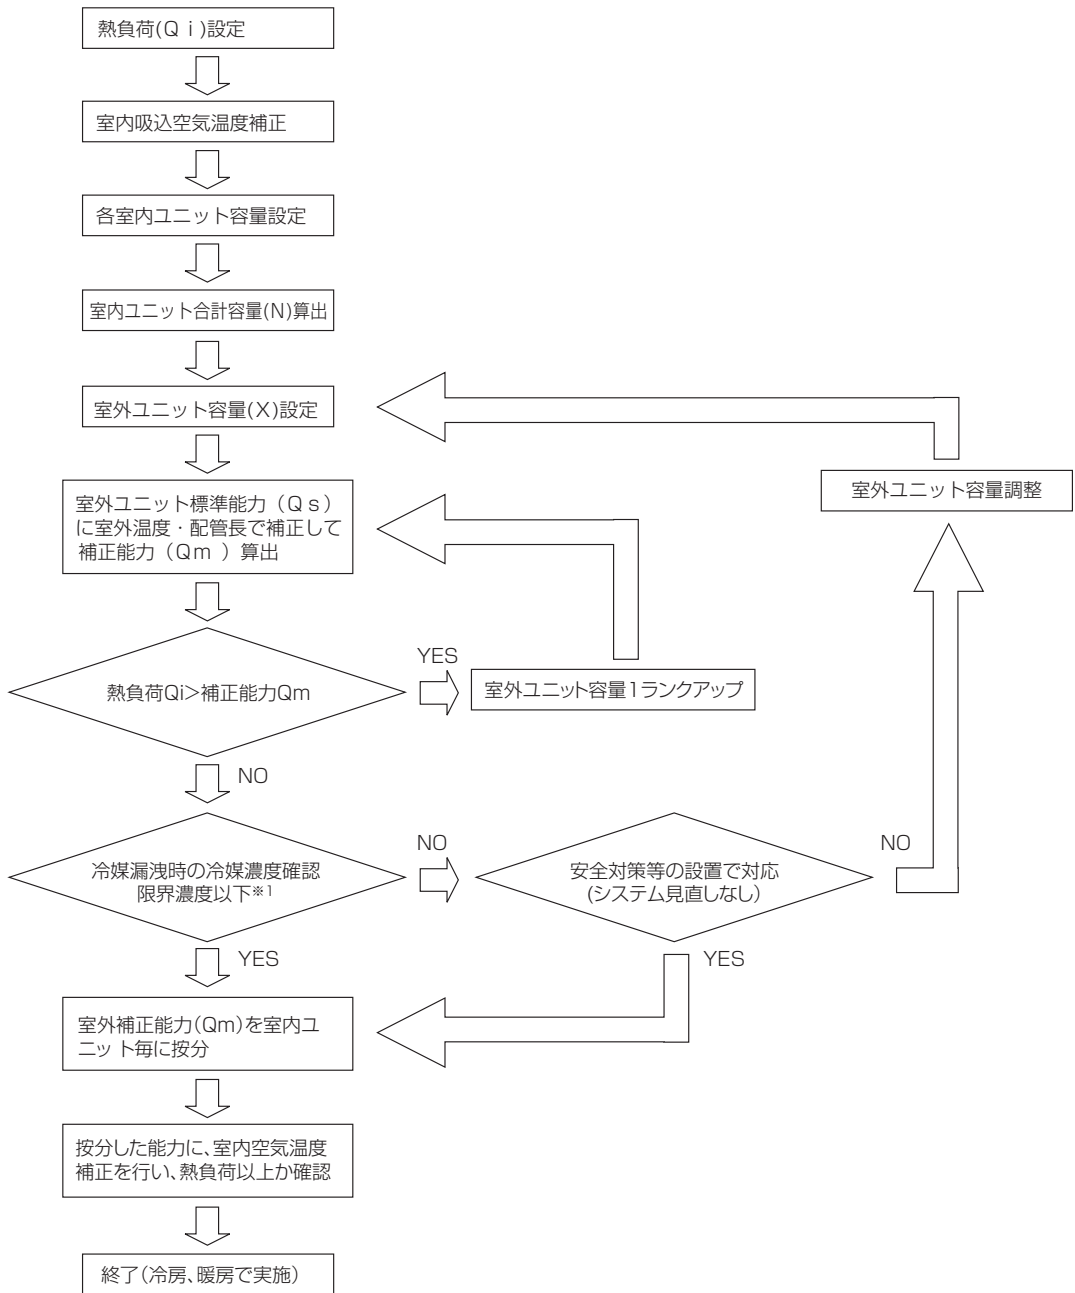 熱負荷(Ｑｉ)設定
室内吸込空気温度補正
各室内ユニット容量設定
室内ユニット合計容量(N)算出
室外ユニット容量(X)設定
室外ユニット容量調整
室外ユニット標準能力（Ｑｓ）
に室外温度・配管長で補正して
補正能力（Ｑｍ）算出
熱負荷Qi>補正能力Qm
YES
室外ユニット容量1ランクアップ
NO
冷媒漏洩時の冷媒濃度確認
限界濃度以下※1
NO
安全対策等の設置で対応
(システム見直しなし)
NO
YES
YES
室外補正能力(Qm)を室内ユ
ニット毎に按分
按分した能力に、室内空気温度
補正を行い、熱負荷以上か確認
終了(冷房、暖房で実施)